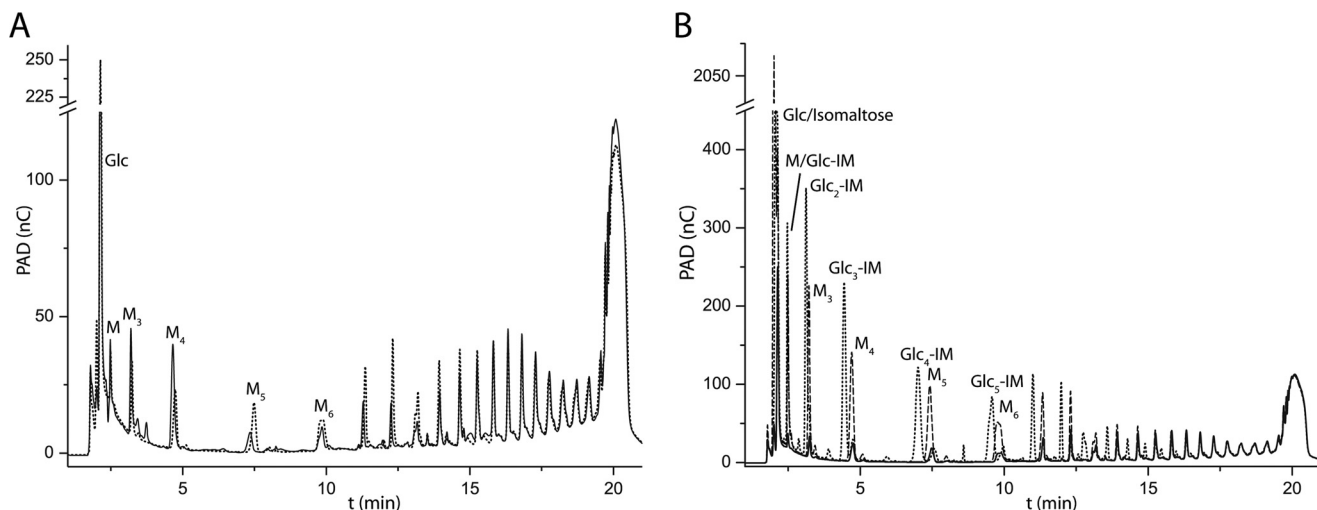 A
250
225
100
50
0
PAD (nC)
Glc
M
M₃
M₄
M₅
M₆
5
10
15
20
t (min)
B
2050
400
300
200
100
0
PAD (nC)
Glc/Isomaltose
M/Glc-IM
Glc₂-IM
Glc₃-IM
M₃
M₄
Glc₄-IM
M₅
Glc₅-IM
M₆
5
10
15
20
t (min)